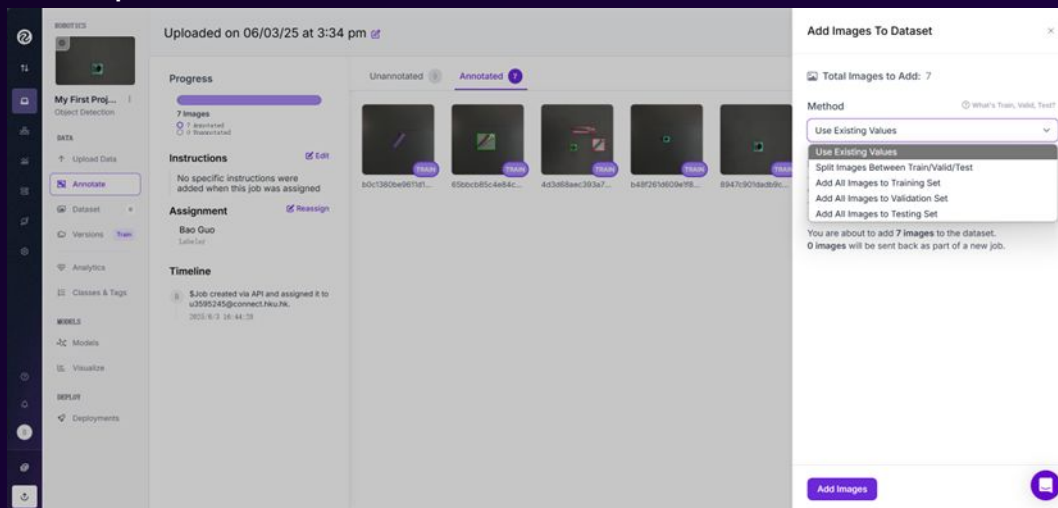 ROBOTICS
My First Proj...
Object Detection
DATA
Upload Data
Annotate
Dataset
Versions Train
Analytics
Classes & Tags
MODELS
Models
Visualize
DEPLOY
Deployments
Uploaded on 06/03/25 at 3:34 pm
Progress
7 Images
7 Annotated
0 Unannotated
Instructions Edit
No specific instructions were
added when this job was assigned
Assignment Reassign
Bao Guo
Labeler
Timeline
$Job created via API and assigned it to
u3595245@connect.hku.hk.
2025/6/3 16:44:28
Unannotated 0 Annotated 7
TRAIN TRAIN TRAIN TRAIN TRAIN
b0c1380be9611d1... 65bbcb85c4e84c... 4d3d68aec393a7... b48f261d609e1f8... 8947c901dadb9c...
Add Images To Dataset
Total Images to Add: 7
Method What's Train, Valid, Test?
Use Existing Values
Use Existing Values
Split Images Between Train/Valid/Test
Add All Images to Training Set
Add All Images to Validation Set
Add All Images to Testing Set
You are about to add 7 images to the dataset.
0 images will be sent back as part of a new job.
Add Images